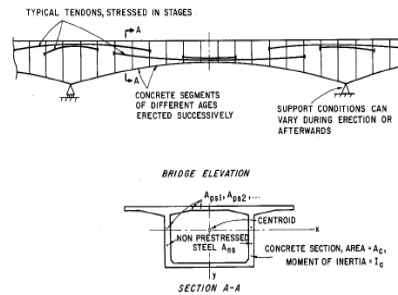 TYPICAL TENDONS, STRESSED IN STAGES
A
A
CONCRETE SEGMENTS
OF DIFFERENT AGES
ERECTED SUCCESSIVELY
SUPPORT CONDITIONS CAN
VARY DURING ERECTION OR
AFTERWARDS
BRIDGE ELEVATION
Aps1, Aps2, ...
CENTROID
x
NON PRESTRESSED
STEEL Ans
CONCRETE SECTION, AREA = Ac,
MOMENT OF INERTIA = Ic
y
SECTION A-A